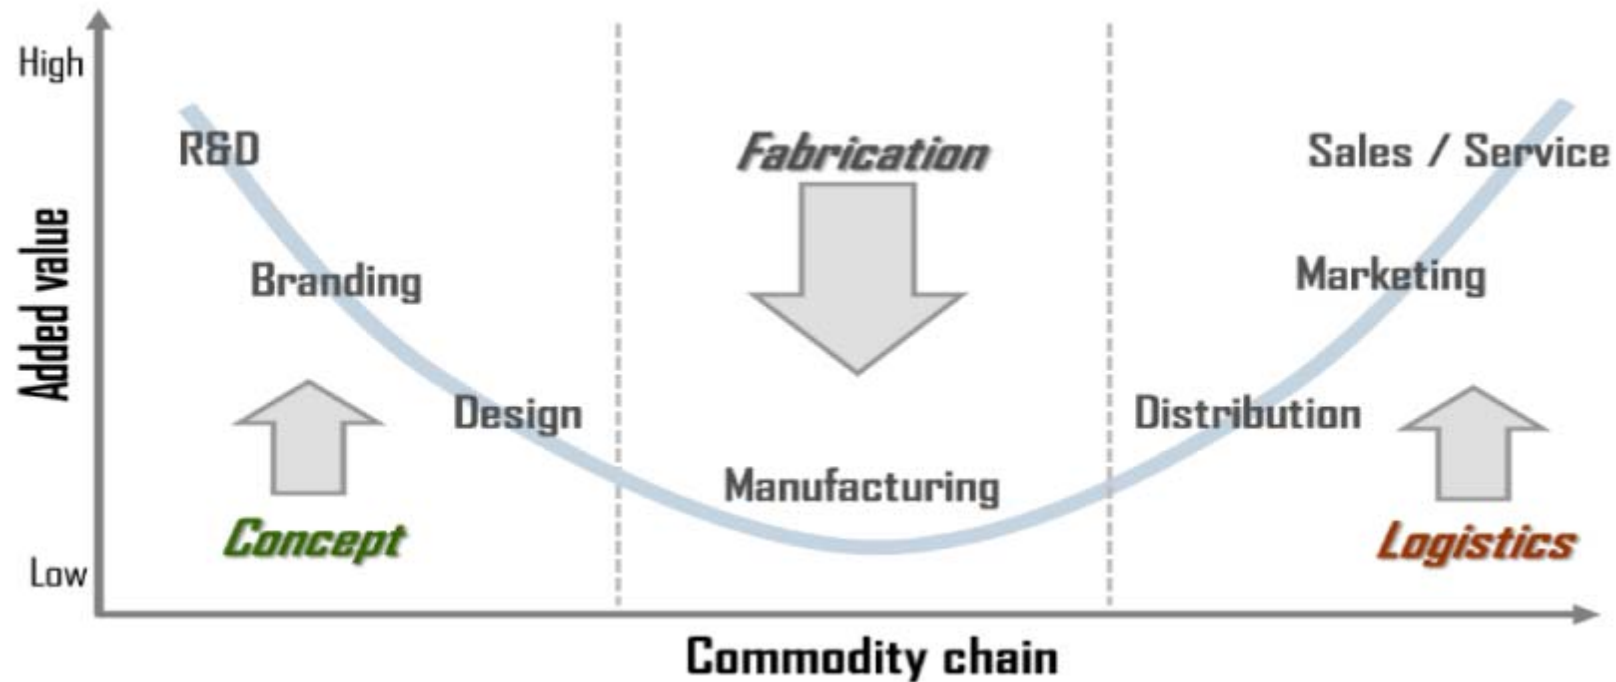 High
Fabrication
R&D
Sales / Service
Branding
Marketing
Added value
Design
Distribution
Manufacturing
Concept
Logistics
Low
Commodity chain